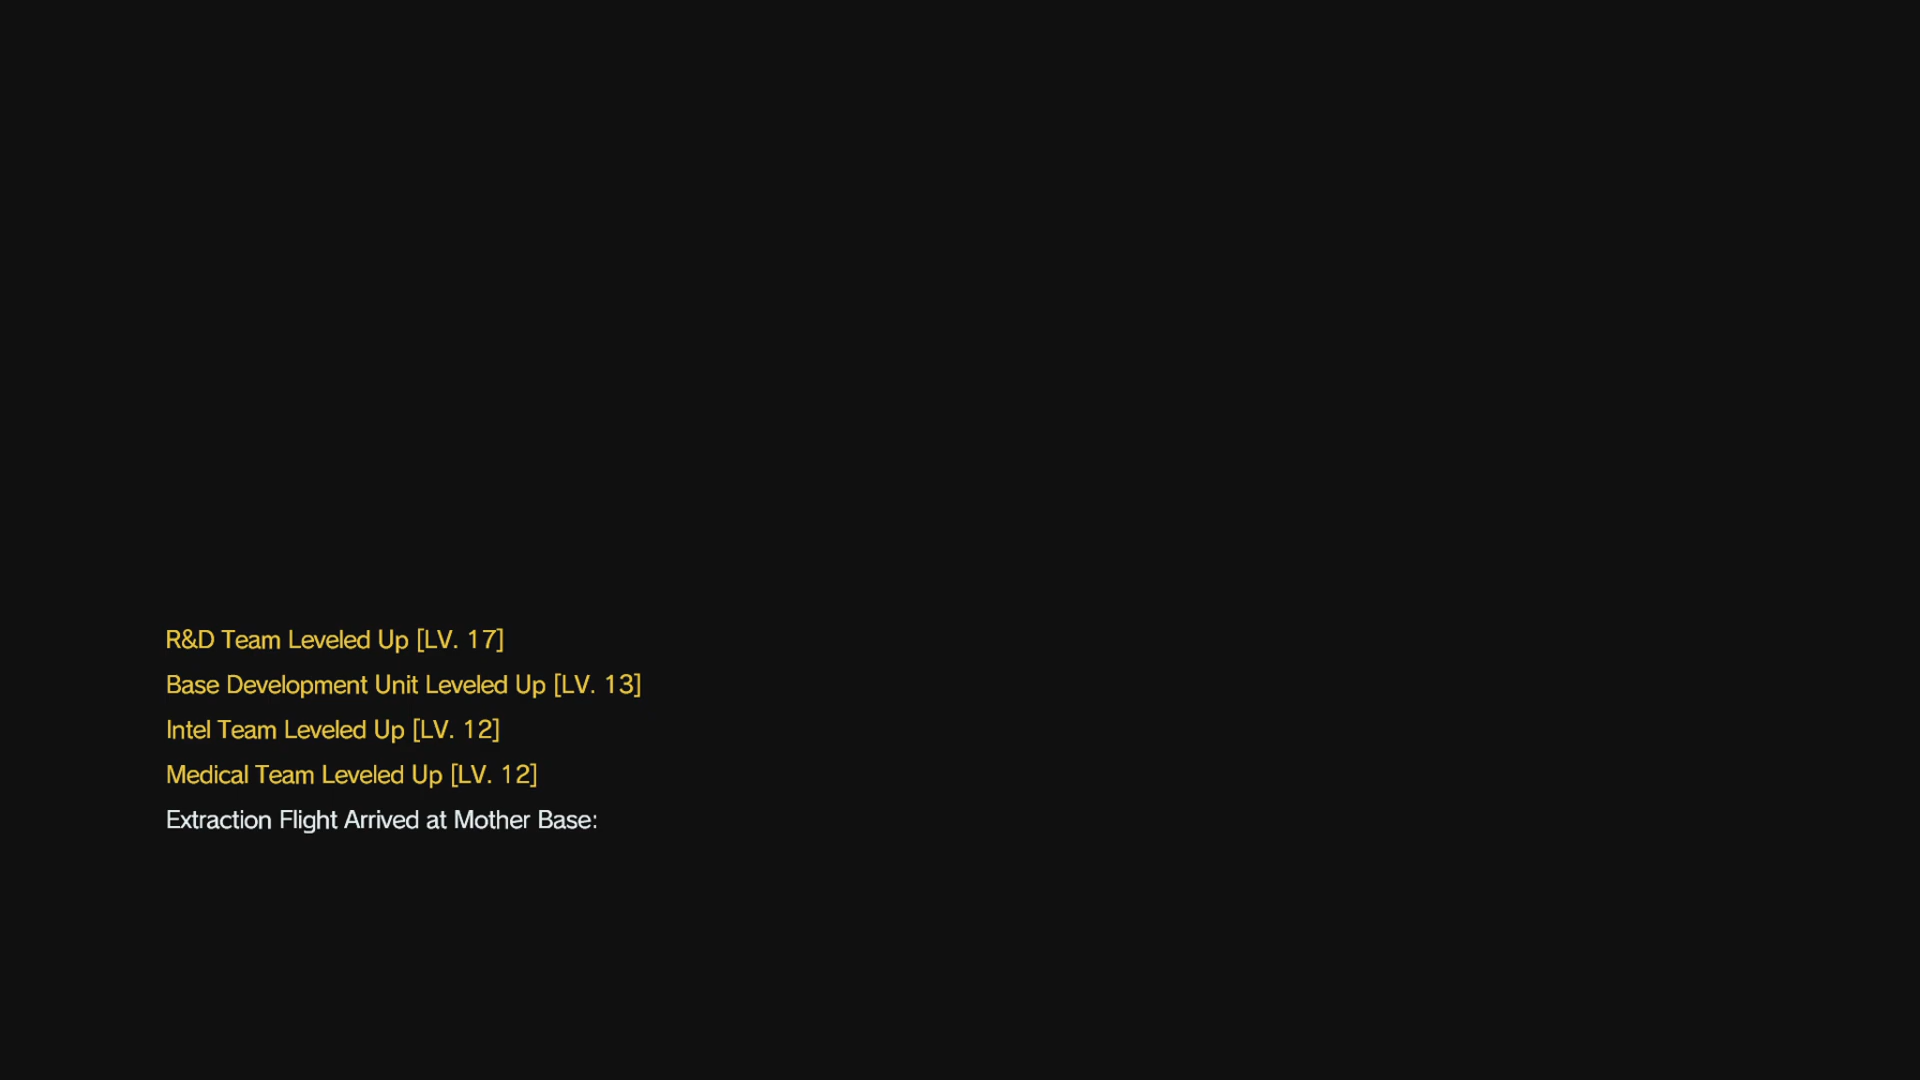 R&D Team Leveled Up [LV. 17]
Base Development Unit Leveled Up [LV. 13]
Intel Team Leveled Up [LV. 12]
Medical Team Leveled Up [LV. 12]
Extraction Flight Arrived at Mother Base: